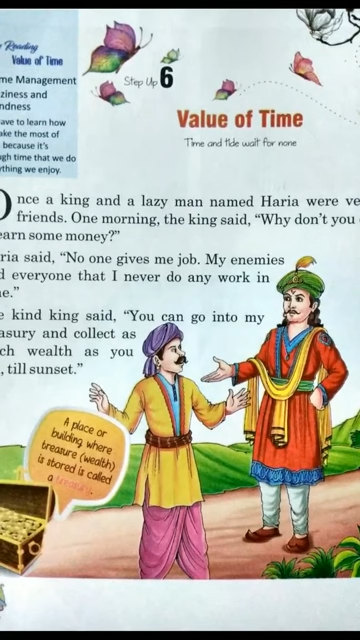 Reading
Value of Time
me Management
ziness and
ndness
ave to learn how
ake the most of
because it's
gh time that we do
ything we enjoy.
Step Up 6
Value of Time
Time and tide wait for none
Once a king and a lazy man named Haria were ve
friends. One morning, the king said, "Why don't you
earn some money?"
ria said, "No one gives me job. My enemies
d everyone that I never do any work in
e."
e kind king said, "You can go into my
asury and collect as
ch wealth as you
, till sunset."
A place or
building where
treasure (wealth)
is stored is called
a treasury.